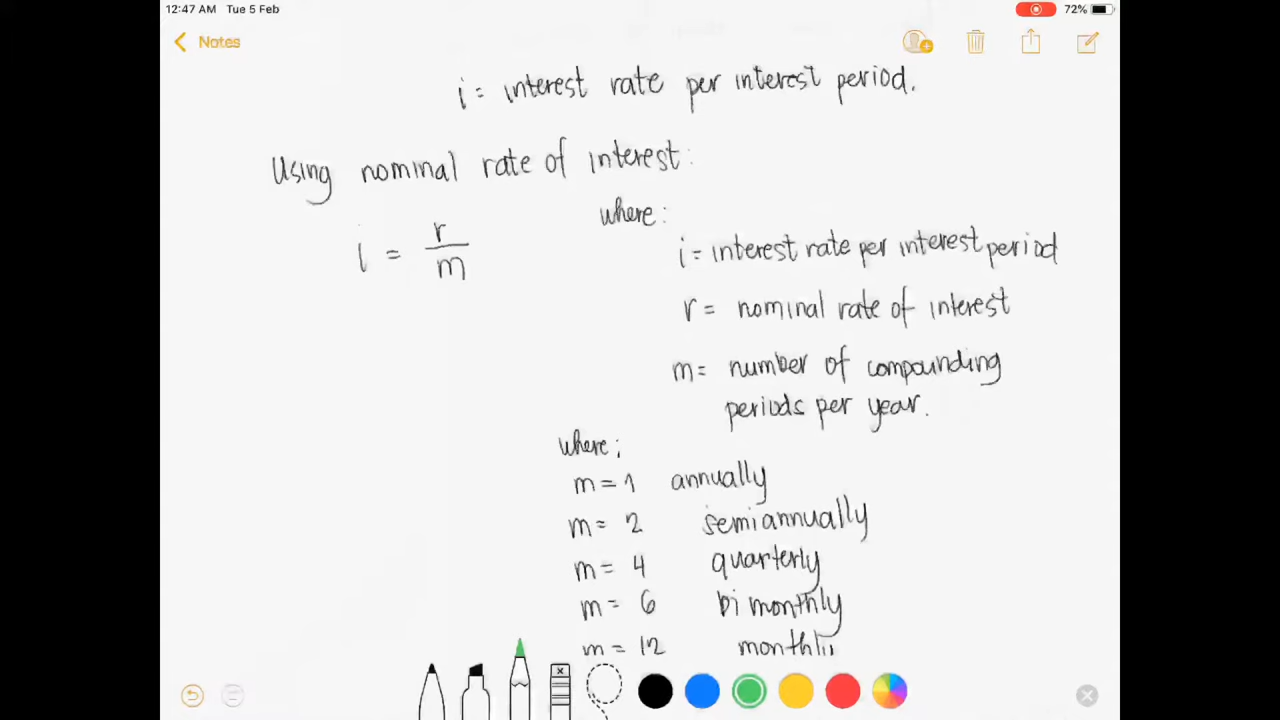 12:47 AM Tue 5 Feb
72%
Notes
i = interest rate per interest period.
Using nominal rate of interest:
i = r/m
where:
i = interest rate per interest period
r = nominal rate of interest
m = number of compounding
periods per year.
where;
m = 1 annually
m = 2 semiannually
m = 4 quarterly
m = 6 bi monthly
m = 12 monthly